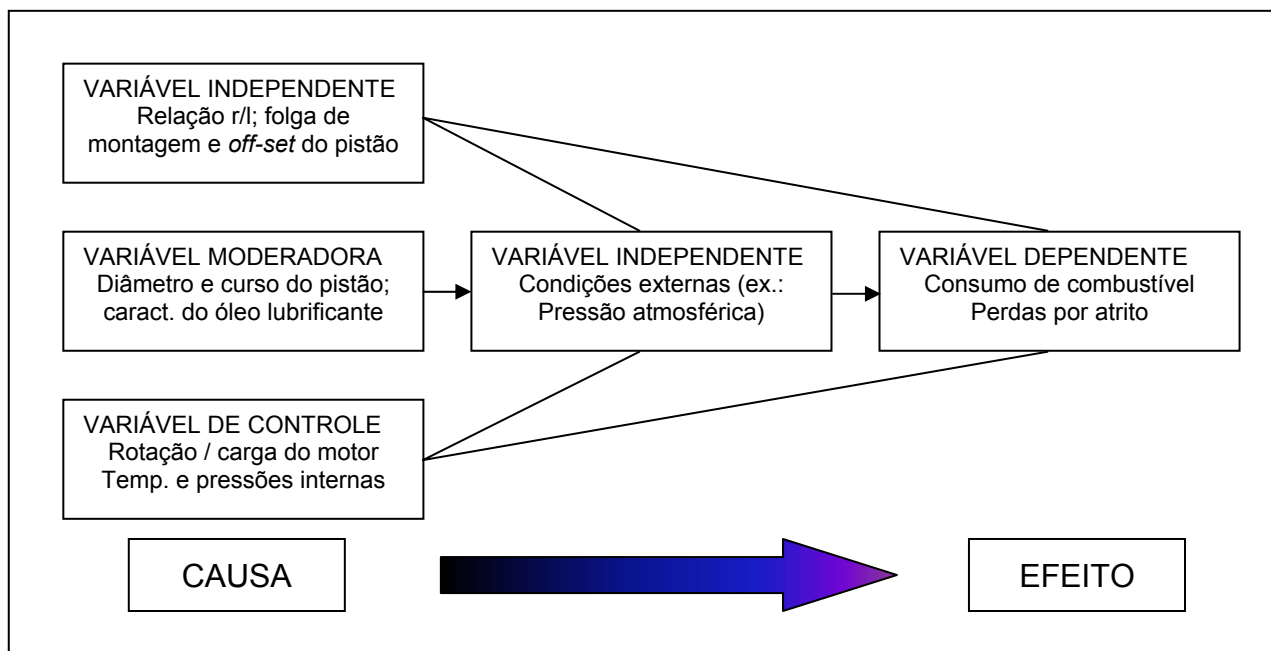 VARIÁVEL INDEPENDENTE
Relação r/l; folga de
montagem e off-set do pistão
VARIÁVEL MODERADORA
Diâmetro e curso do pistão;
caract. do óleo lubrificante
VARIÁVEL INDEPENDENTE
Condições externas (ex.:
Pressão atmosférica)
VARIÁVEL DEPENDENTE
Consumo de combustível
Perdas por atrito
VARIÁVEL DE CONTROLE
Rotação / carga do motor
Temp. e pressões internas
CAUSA
EFEITO